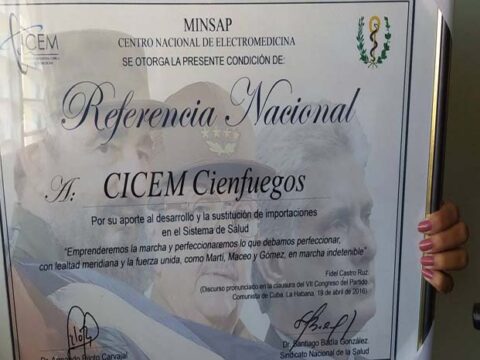 CICEM
MINSAP
CENTRO NACIONAL DE ELECTROMEDICINA
SE OTORGA LA PRESENTE CONDICIÓN DE:
Referencia Nacional
A: CICEM Cienfuegos
Por su aporte al desarrollo y la sustitución de importaciones
en el Sistema de Salud
"Emprenderemos la marcha y perfeccionaremos lo que debamos perfeccionar,
con lealtad meridiana y la fuerza unida, como Martí, Maceo y Gómez, en marcha indetenible"
Fidel Castro Ruz.
(Discurso pronunciado en la clausura del VII Congreso del Partido
Comunista de Cuba. La Habana, 19 de abril de 2016)
Dr. Santiago Badía González.
Sindicato Nacional de la Salud
Carvajal